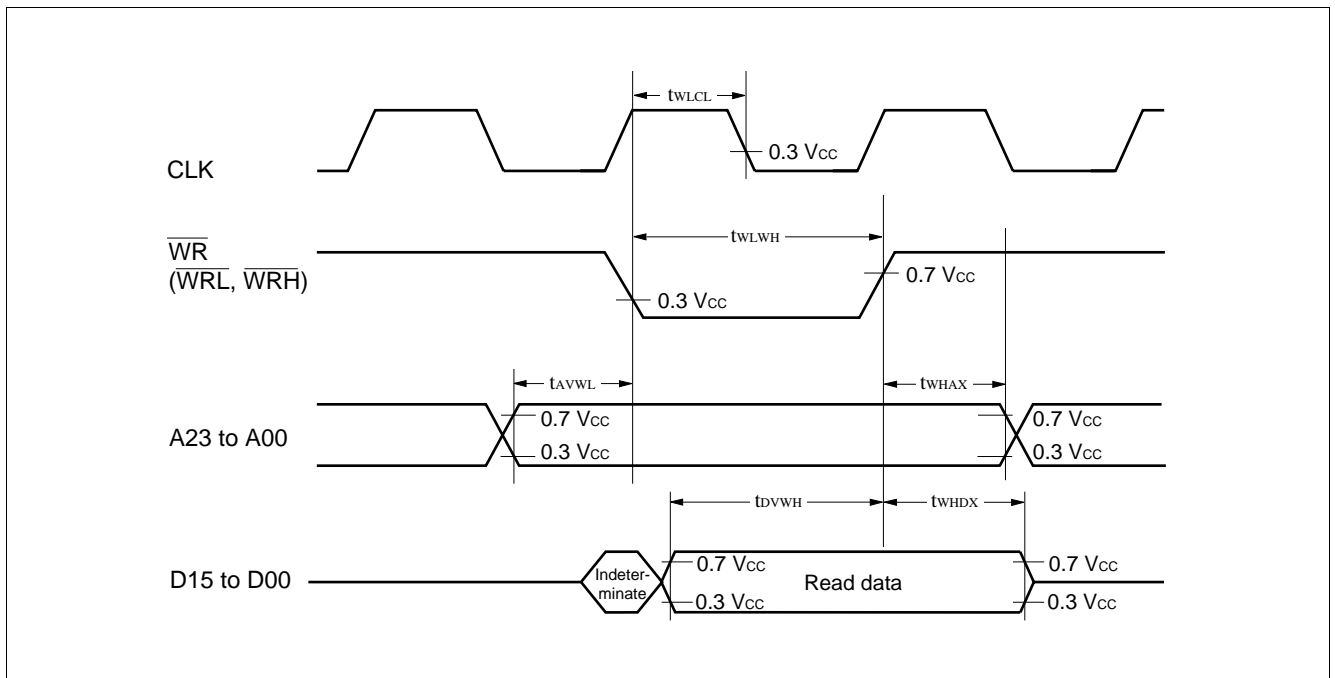 tWLCL
0.3 VCC
CLK
tWLWH
WR
(WRL, WRH)
0.7 VCC
0.3 VCC
tAVWL
tWHAX
0.7 VCC
0.7 VCC
A23 to A00
0.3 VCC
0.3 VCC
tDVWH
tWHDX
0.7 VCC
0.7 VCC
D15 to D00
Indeter-
minate
Read data
0.3 VCC
0.3 VCC